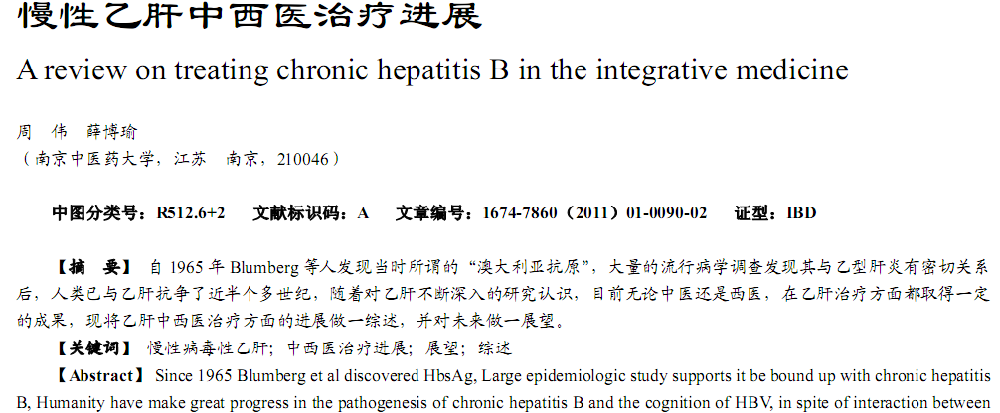 慢性乙肝中西医治疗进展
A review on treating chronic hepatitis B in the integrative medicine
周　伟　薛博瑜
（南京中医药大学，江苏　南京，210046）
中图分类号：R512.6+2　文献标识码：A　文章编号：1674-7860（2011）01-0090-02　证型：IBD
【摘　要】 自 1965 年 Blumberg 等人发现当时所谓的“澳大利亚抗原”，大量的流行病学调查发现其与乙型肝炎有密切关系
后，人类已与乙肝抗争了近半个多世纪，随着对乙肝不断深入的研究认识，目前无论中医还是西医，在乙肝治疗方面都取得一定
的成果，现将乙肝中西医治疗方面的进展做一综述，并对未来做一展望。
【关键词】 慢性病毒性乙肝；中西医治疗进展；展望；综述
【Abstract】 Since 1965 Blumberg et al discovered HbsAg, Large epidemiologic study supports it be bound up with chronic hepatitis
B, Humanity have make great progress in the pathogenesis of chronic hepatitis B and the cognition of HBV, in spite of interaction between